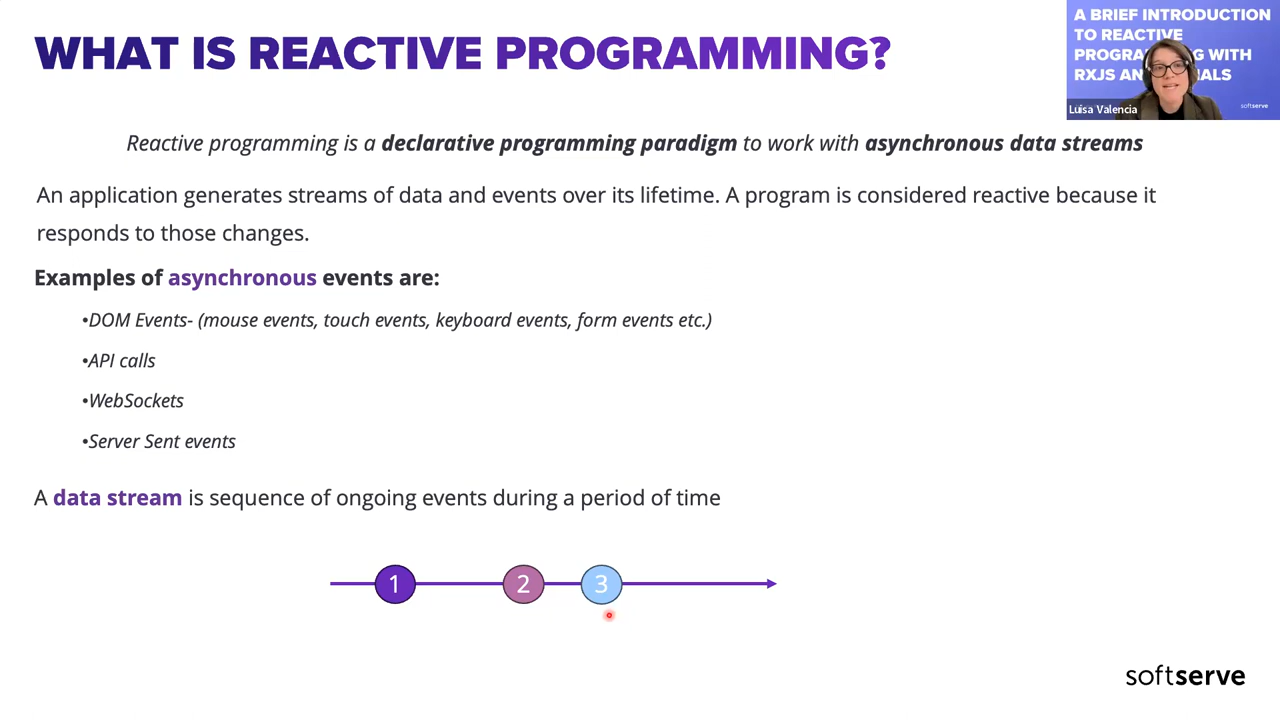 WHAT IS REACTIVE PROGRAMMING?
A BRIEF INTRODUCTION
TO REACTIVE
WITH
RXJS
Luisa Valencia
softserve
Reactive programming is a declarative programming paradigm to work with asynchronous data streams
An application generates streams of data and events over its lifetime. A program is considered reactive because it
responds to those changes.
Examples of asynchronous events are:
•DOM Events- (mouse events, touch events, keyboard events, form events etc.)
•API calls
•WebSockets
•Server Sent events
A data stream is sequence of ongoing events during a period of time
1 2 3
softserve